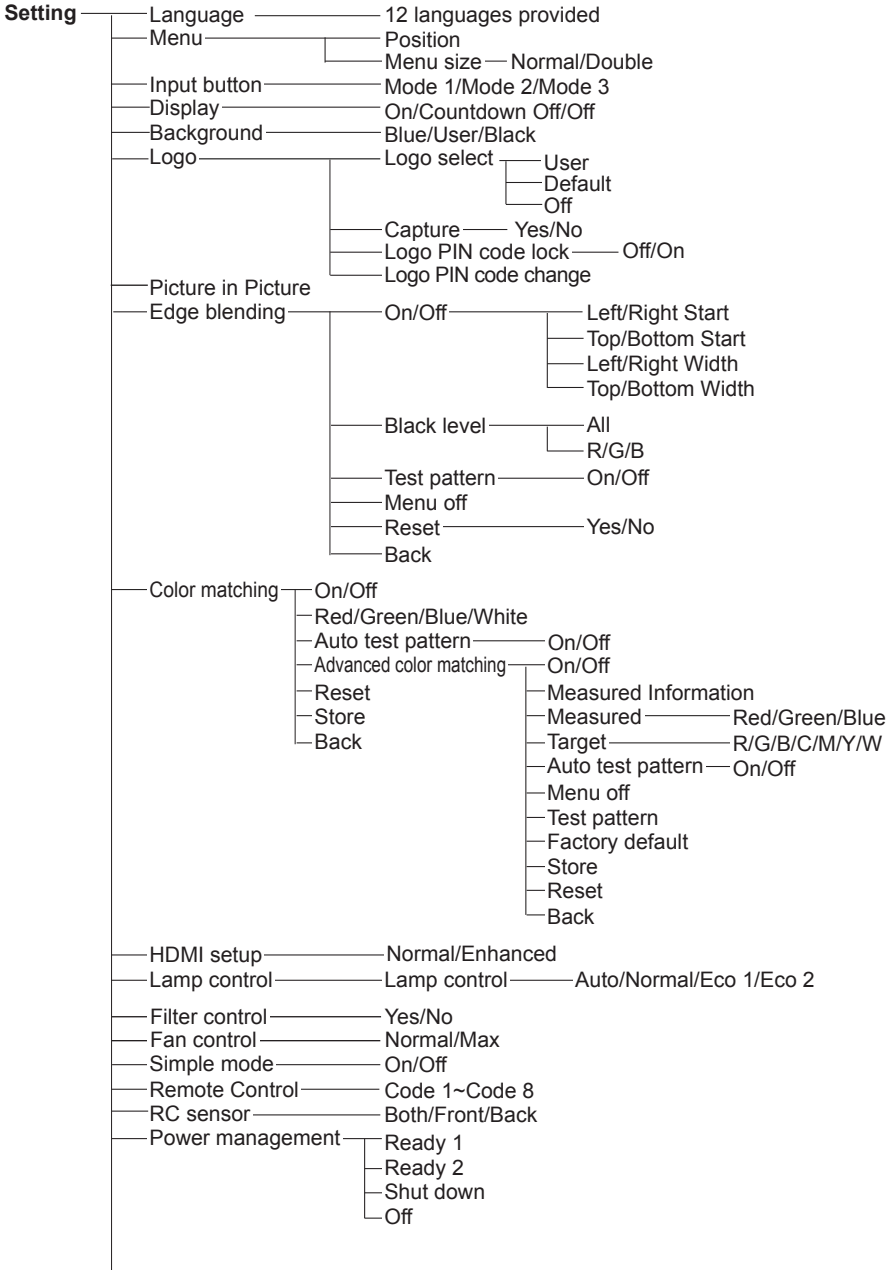 Setting Language 12 languages provided
Menu Position
Menu size Normal/Double
Input button Mode 1/Mode 2/Mode 3
Display On/Countdown Off/Off
Background Blue/User/Black
Logo Logo select User
Default
Off
Capture Yes/No
Logo PIN code lock Off/On
Logo PIN code change
Picture in Picture
Edge blending On/Off Left/Right Start
Top/Bottom Start
Left/Right Width
Top/Bottom Width
Black level All
R/G/B
Test pattern On/Off
Menu off
Reset Yes/No
Back
Color matching On/Off
Red/Green/Blue/White
Auto test pattern On/Off
Advanced color matching On/Off
Reset Measured Information
Store Measured Red/Green/Blue
Back Target R/G/B/C/M/Y/W
Auto test pattern On/Off
Menu off
Test pattern
Factory default
Store
Reset
Back
HDMI setup Normal/Enhanced
Lamp control Lamp control Auto/Normal/Eco 1/Eco 2
Filter control Yes/No
Fan control Normal/Max
Simple mode On/Off
Remote Control Code 1~Code 8
RC sensor Both/Front/Back
Power management Ready 1
Ready 2
Shut down
Off